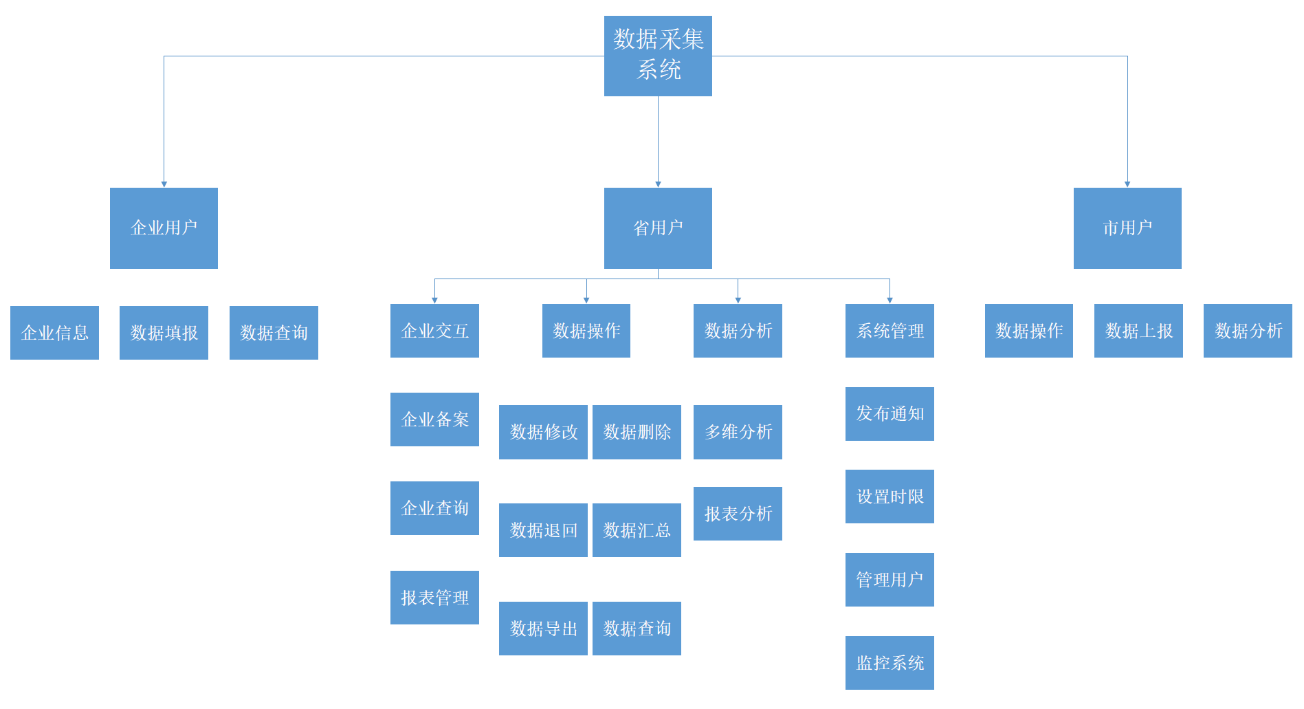 数据采集
系统
企业用户
省用户
市用户
企业信息
数据填报
数据查询
企业交互
数据操作
数据分析
系统管理
数据操作
数据上报
数据分析
企业备案
企业查询
报表管理
数据修改
数据删除
数据退回
数据汇总
数据导出
数据查询
多维分析
报表分析
发布通知
设置时限
管理用户
监控系统